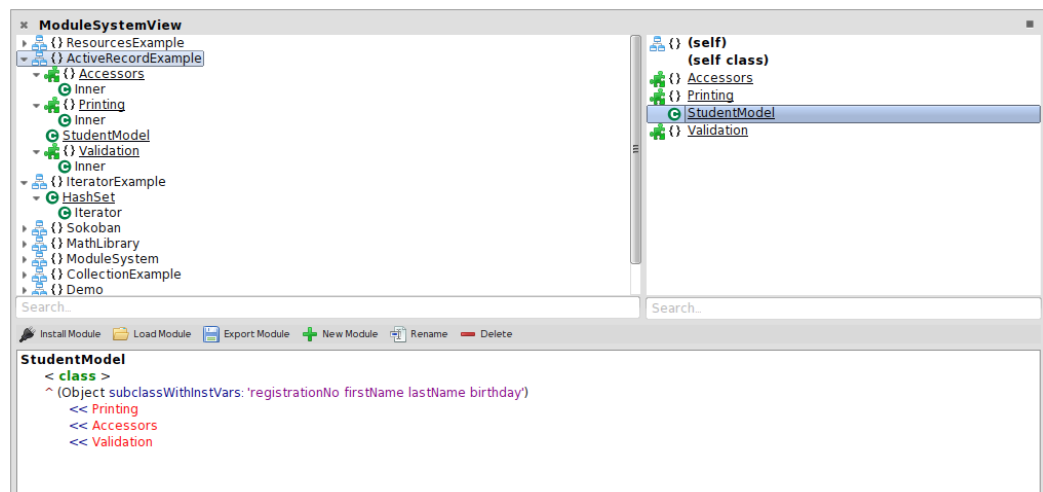 ModuleSystemView
{} ResourcesExample
{} ActiveRecordExample
{} Accessors
Inner
{} Printing
Inner
StudentModel
{} Validation
Inner
{} IteratorExample
HashSet
Iterator
{} Sokoban
{} MathLibrary
{} ModuleSystem
{} CollectionExample
{} Demo
Search..
{} (self)
(self class)
{} Accessors
{} Printing
StudentModel
{} Validation
Search..
Install Module Load Module Export Module New Module Rename Delete
StudentModel
< class >
^ (Object subclassWithInstVars: 'registrationNo firstName lastName birthday')
<< Printing
<< Accessors
<< Validation